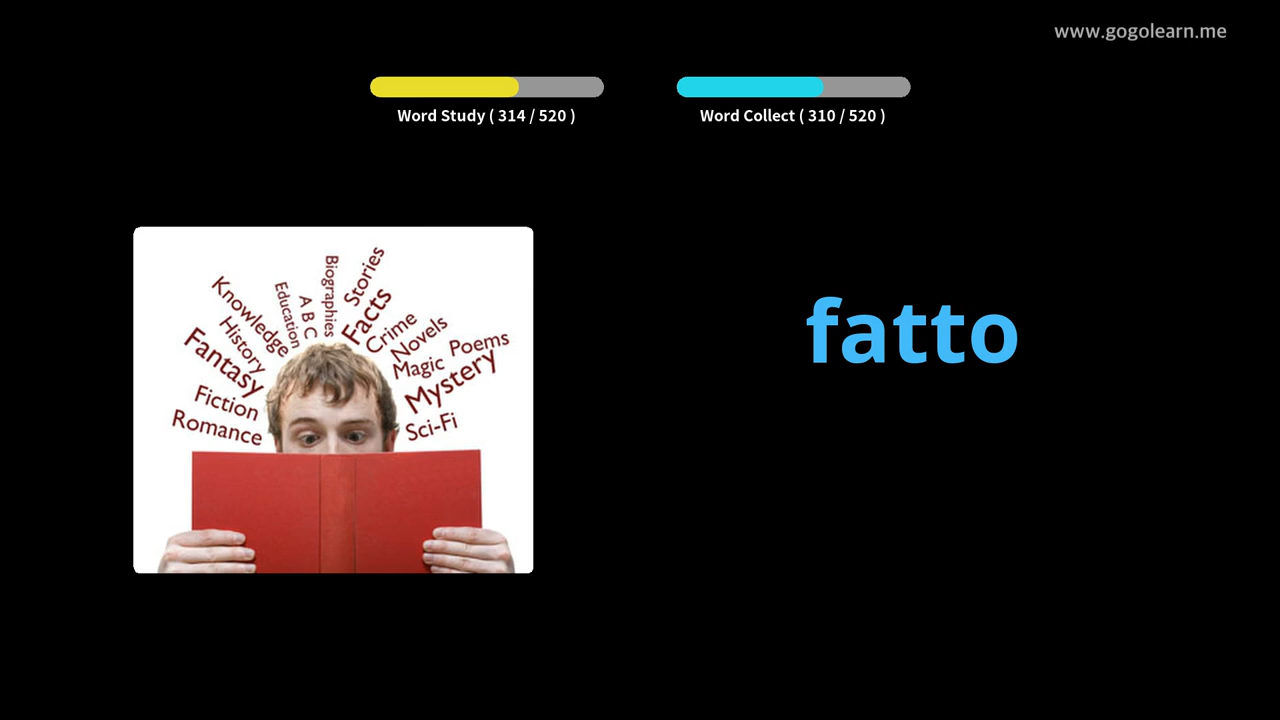 www.gogolearn.me
Word Study ( 314 / 520 )
Word Collect ( 310 / 520 )
Biographies
Stories
Education
A B C
Facts
Knowledge
History
Crime
Novels
Poems
Fantasy
Magic
Mystery
Fiction
Romance
Sci-Fi
fatto